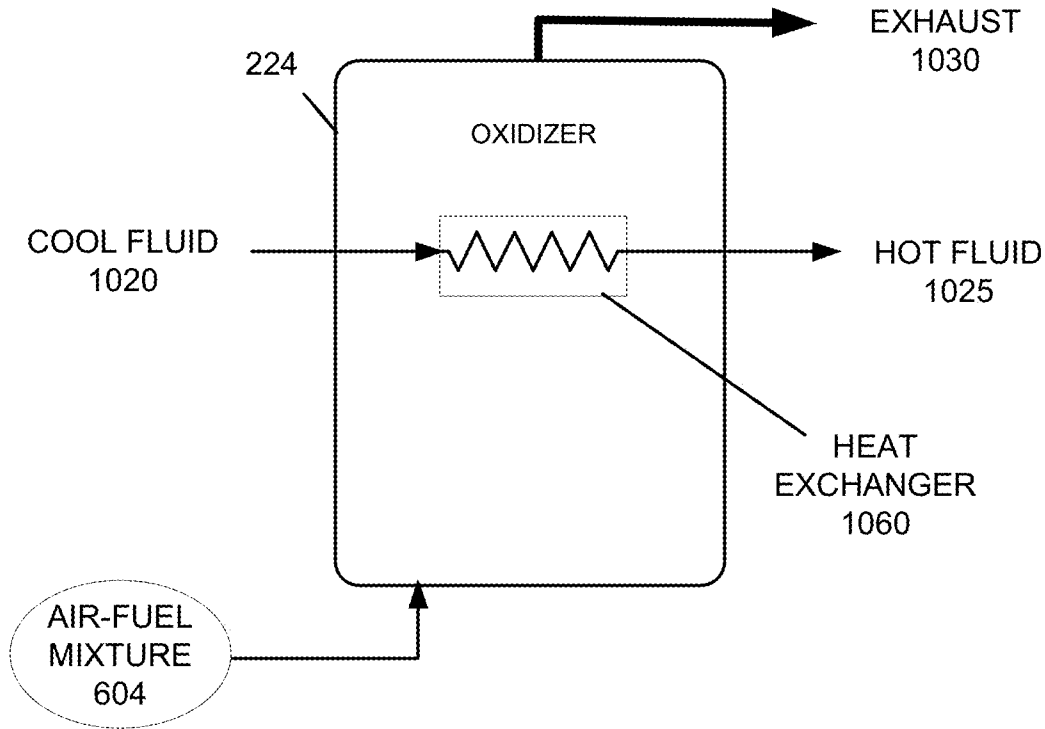 EXHAUST
1030
224
OXIDIZER
COOL FLUID
1020
HOT FLUID
1025
HEAT
EXCHANGER
1060
AIR-FUEL
MIXTURE
604